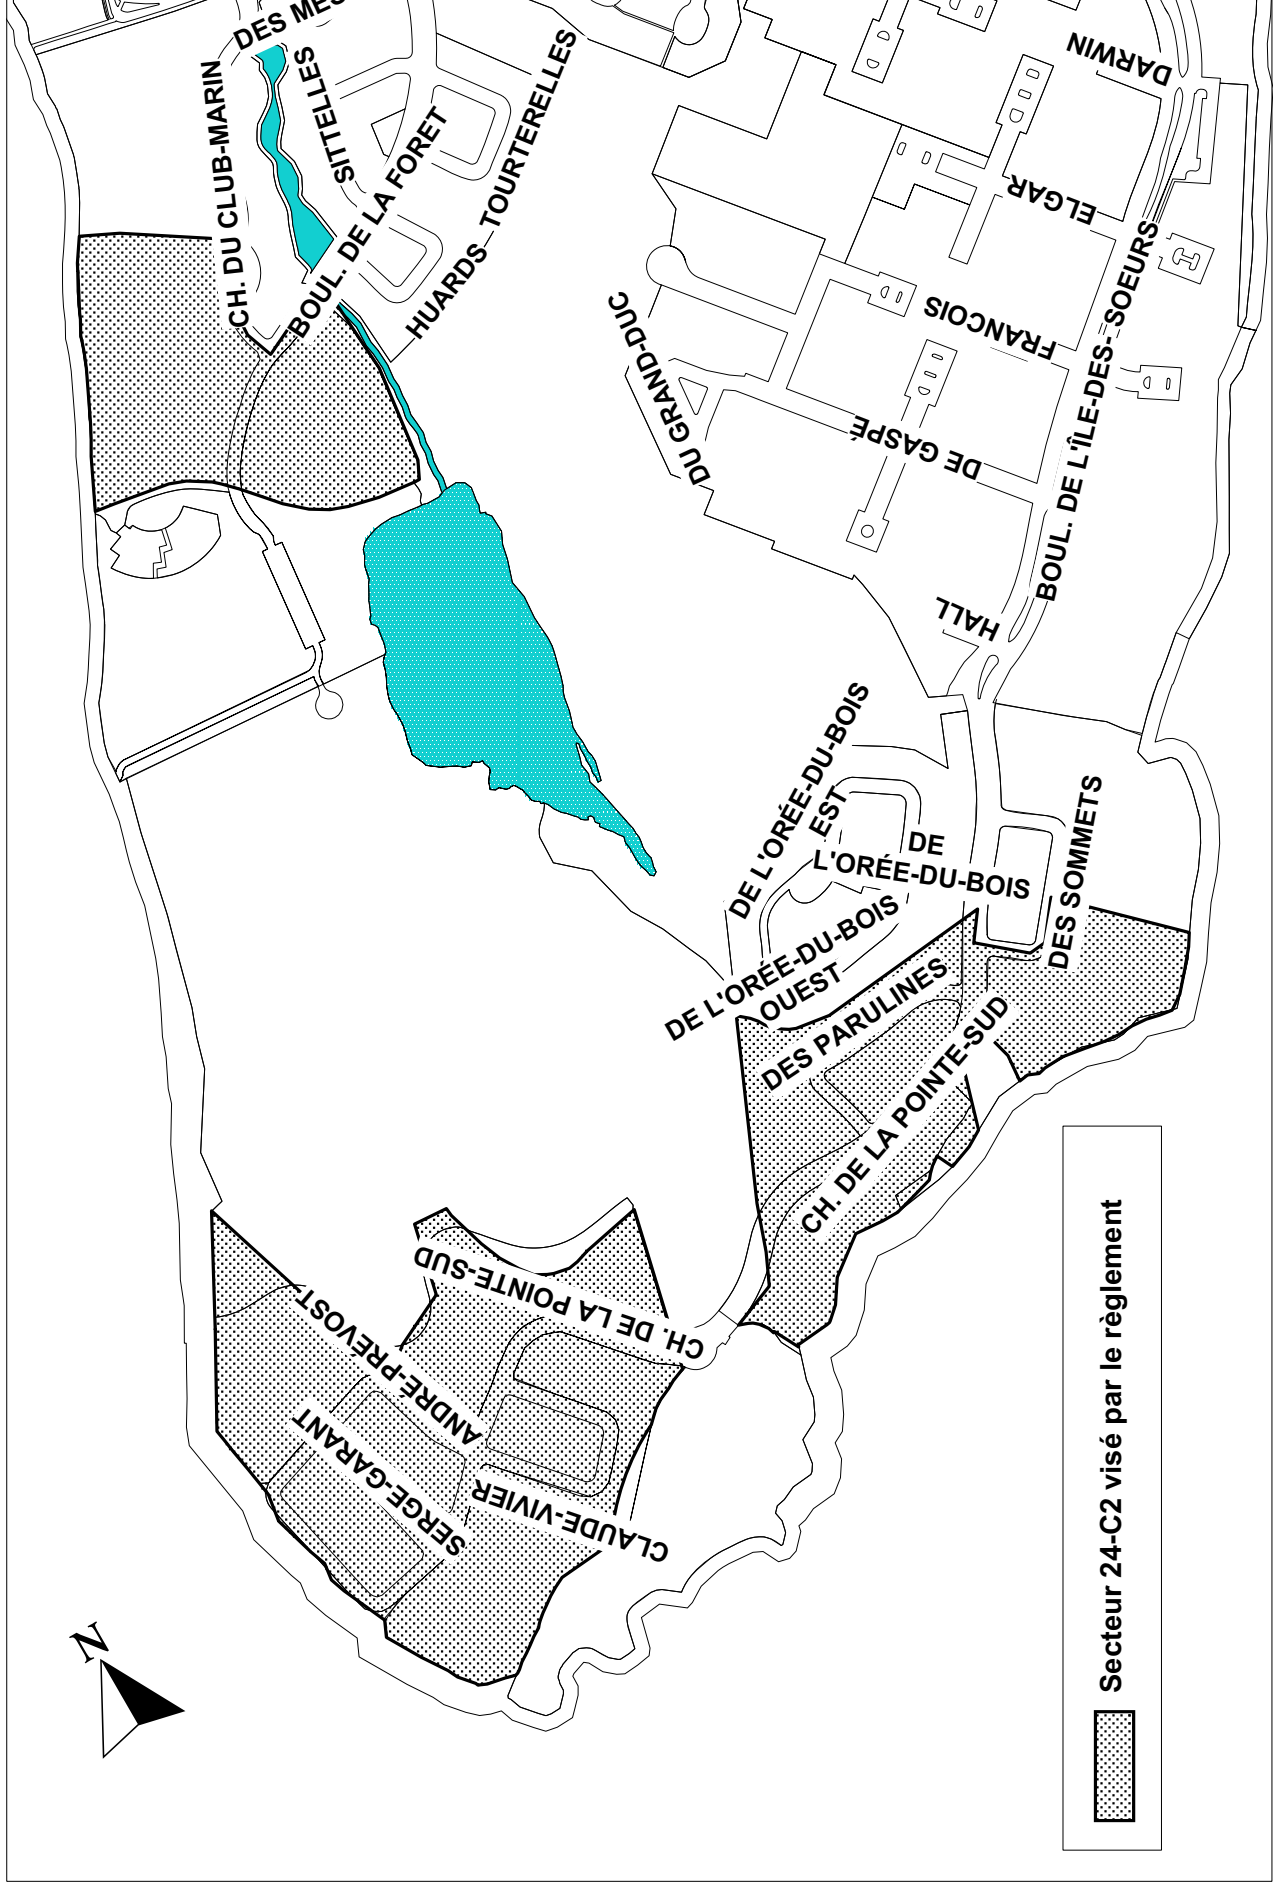 DES MES
CH. DU CLUB-MARIN
SITTELLES
BOUL. DE LA FORET
HUARDS
TOURTERELLES
DU GRAND-DUC
DARWIN
ELGAR
FRANCOIS
DE GASPÉ
HALL
BOUL. DE L'ÎLE-DES-SOEURS
DE L'ORÉE-DU-BOIS
EST
DE
L'ORÉE-DU-BOIS
DES SOMMETS
DE L'ORÉE-DU-BOIS
OUEST
DES PARULINES
CH. DE LA POINTE-SUD
CH. DE LA POINTE-SUD
ANDRE-PREVOST
SERGE-GARANT
CLAUDE-VIVIER
N
Secteur 24-C2 visé par le règlement